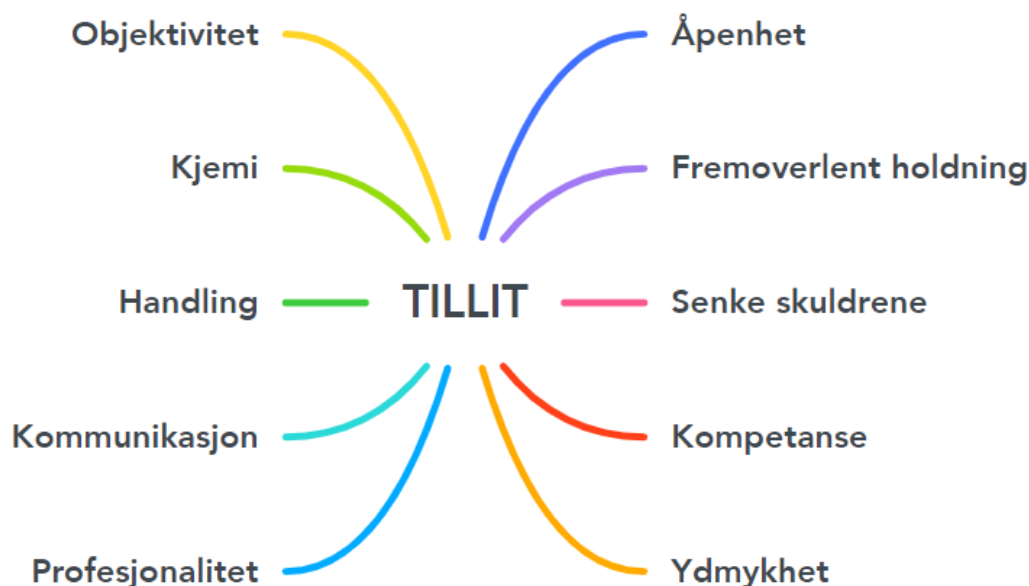 Objektivitet
Åpenhet
Kjemi
Fremoverlent holdning
Handling
TILLIT
Senke skuldrene
Kommunikasjon
Kompetanse
Profesjonalitet
Ydmykhet